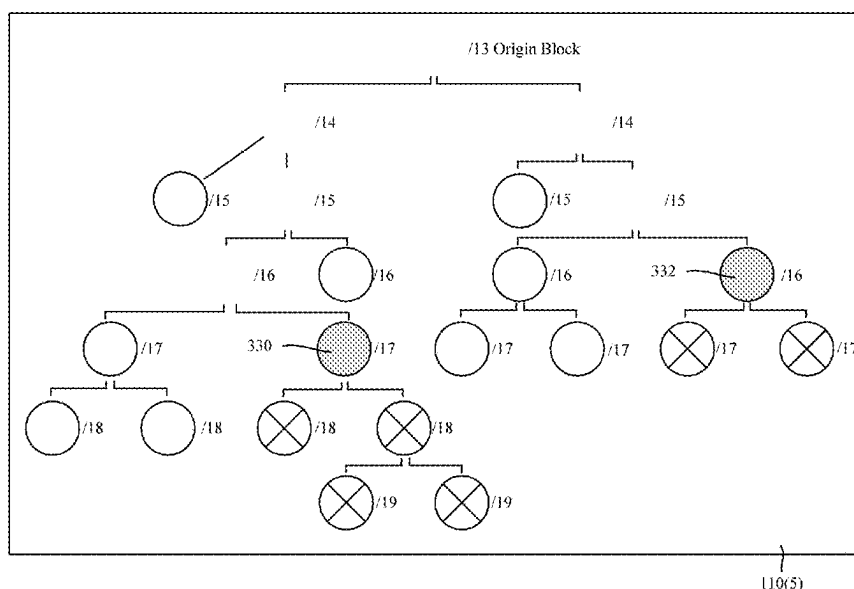 /13 Origin Block
/14 /14
/15 /15 /15 /15
/16 /16 /16 332 /16
/17 330 /17 /17 /17 /17 /17
/18 /18 /18 /18
/19 /19
110(5)